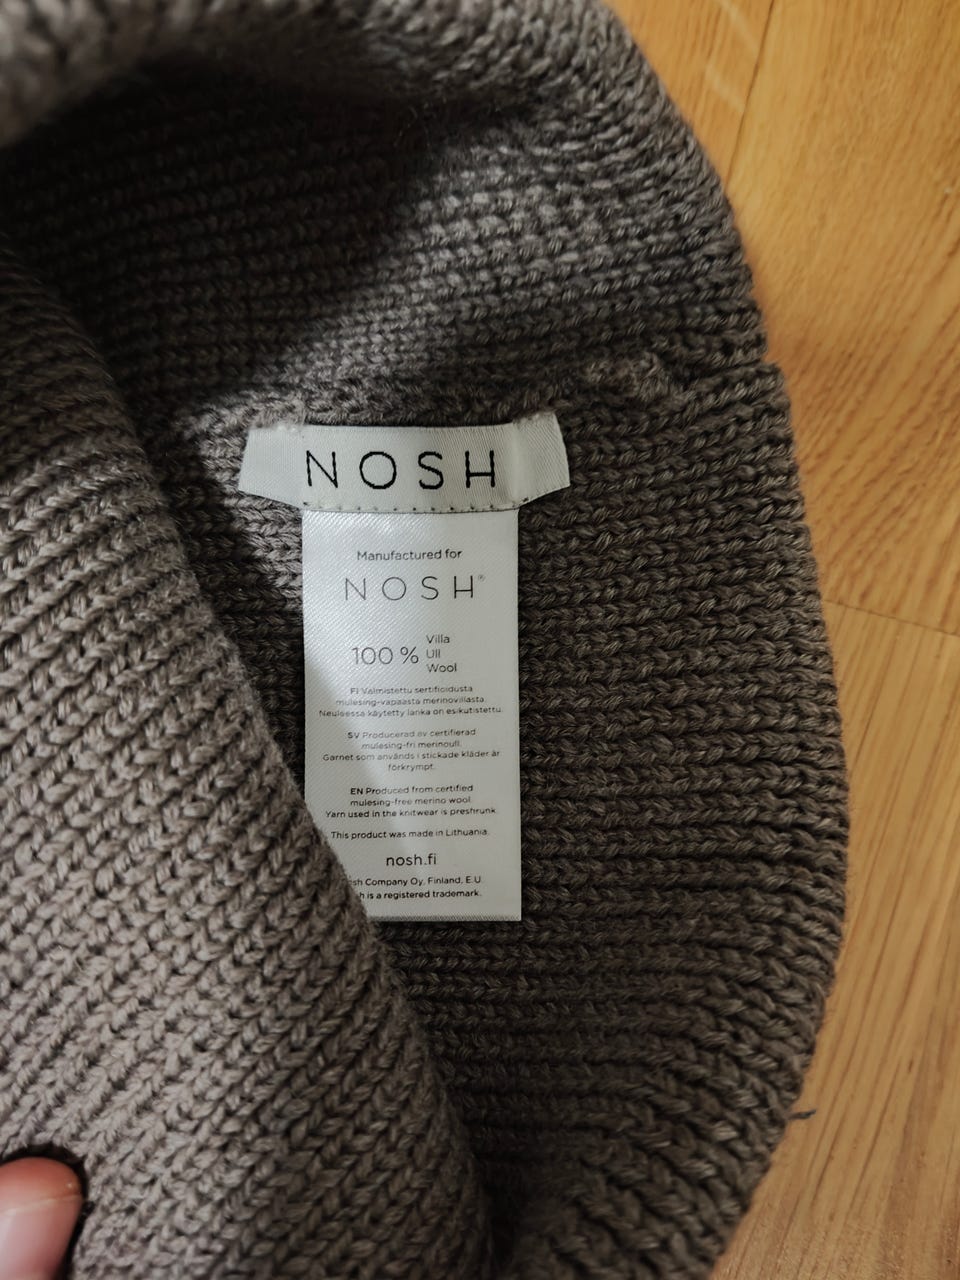 NOSH
Manufactured for
NOSH®
100 % Villa
Ull
Wool
FI Valmistettu sertifioidusta
mulesing-vapaasta merinovillasta.
Neuleessa käytetty lanka on esikutistettu.
SV Producerad av certifierad
mulesing-fri merinoull.
Garnet som används i stickade kläder är
förkrympt.
EN Produced from certified
mulesing-free merino wool.
Yarn used in the knitwear is preshrunk.
This product was made in Lithuania.
nosh.fi
sh Company Oy, Finland, E.U.
h is a registered trademark.